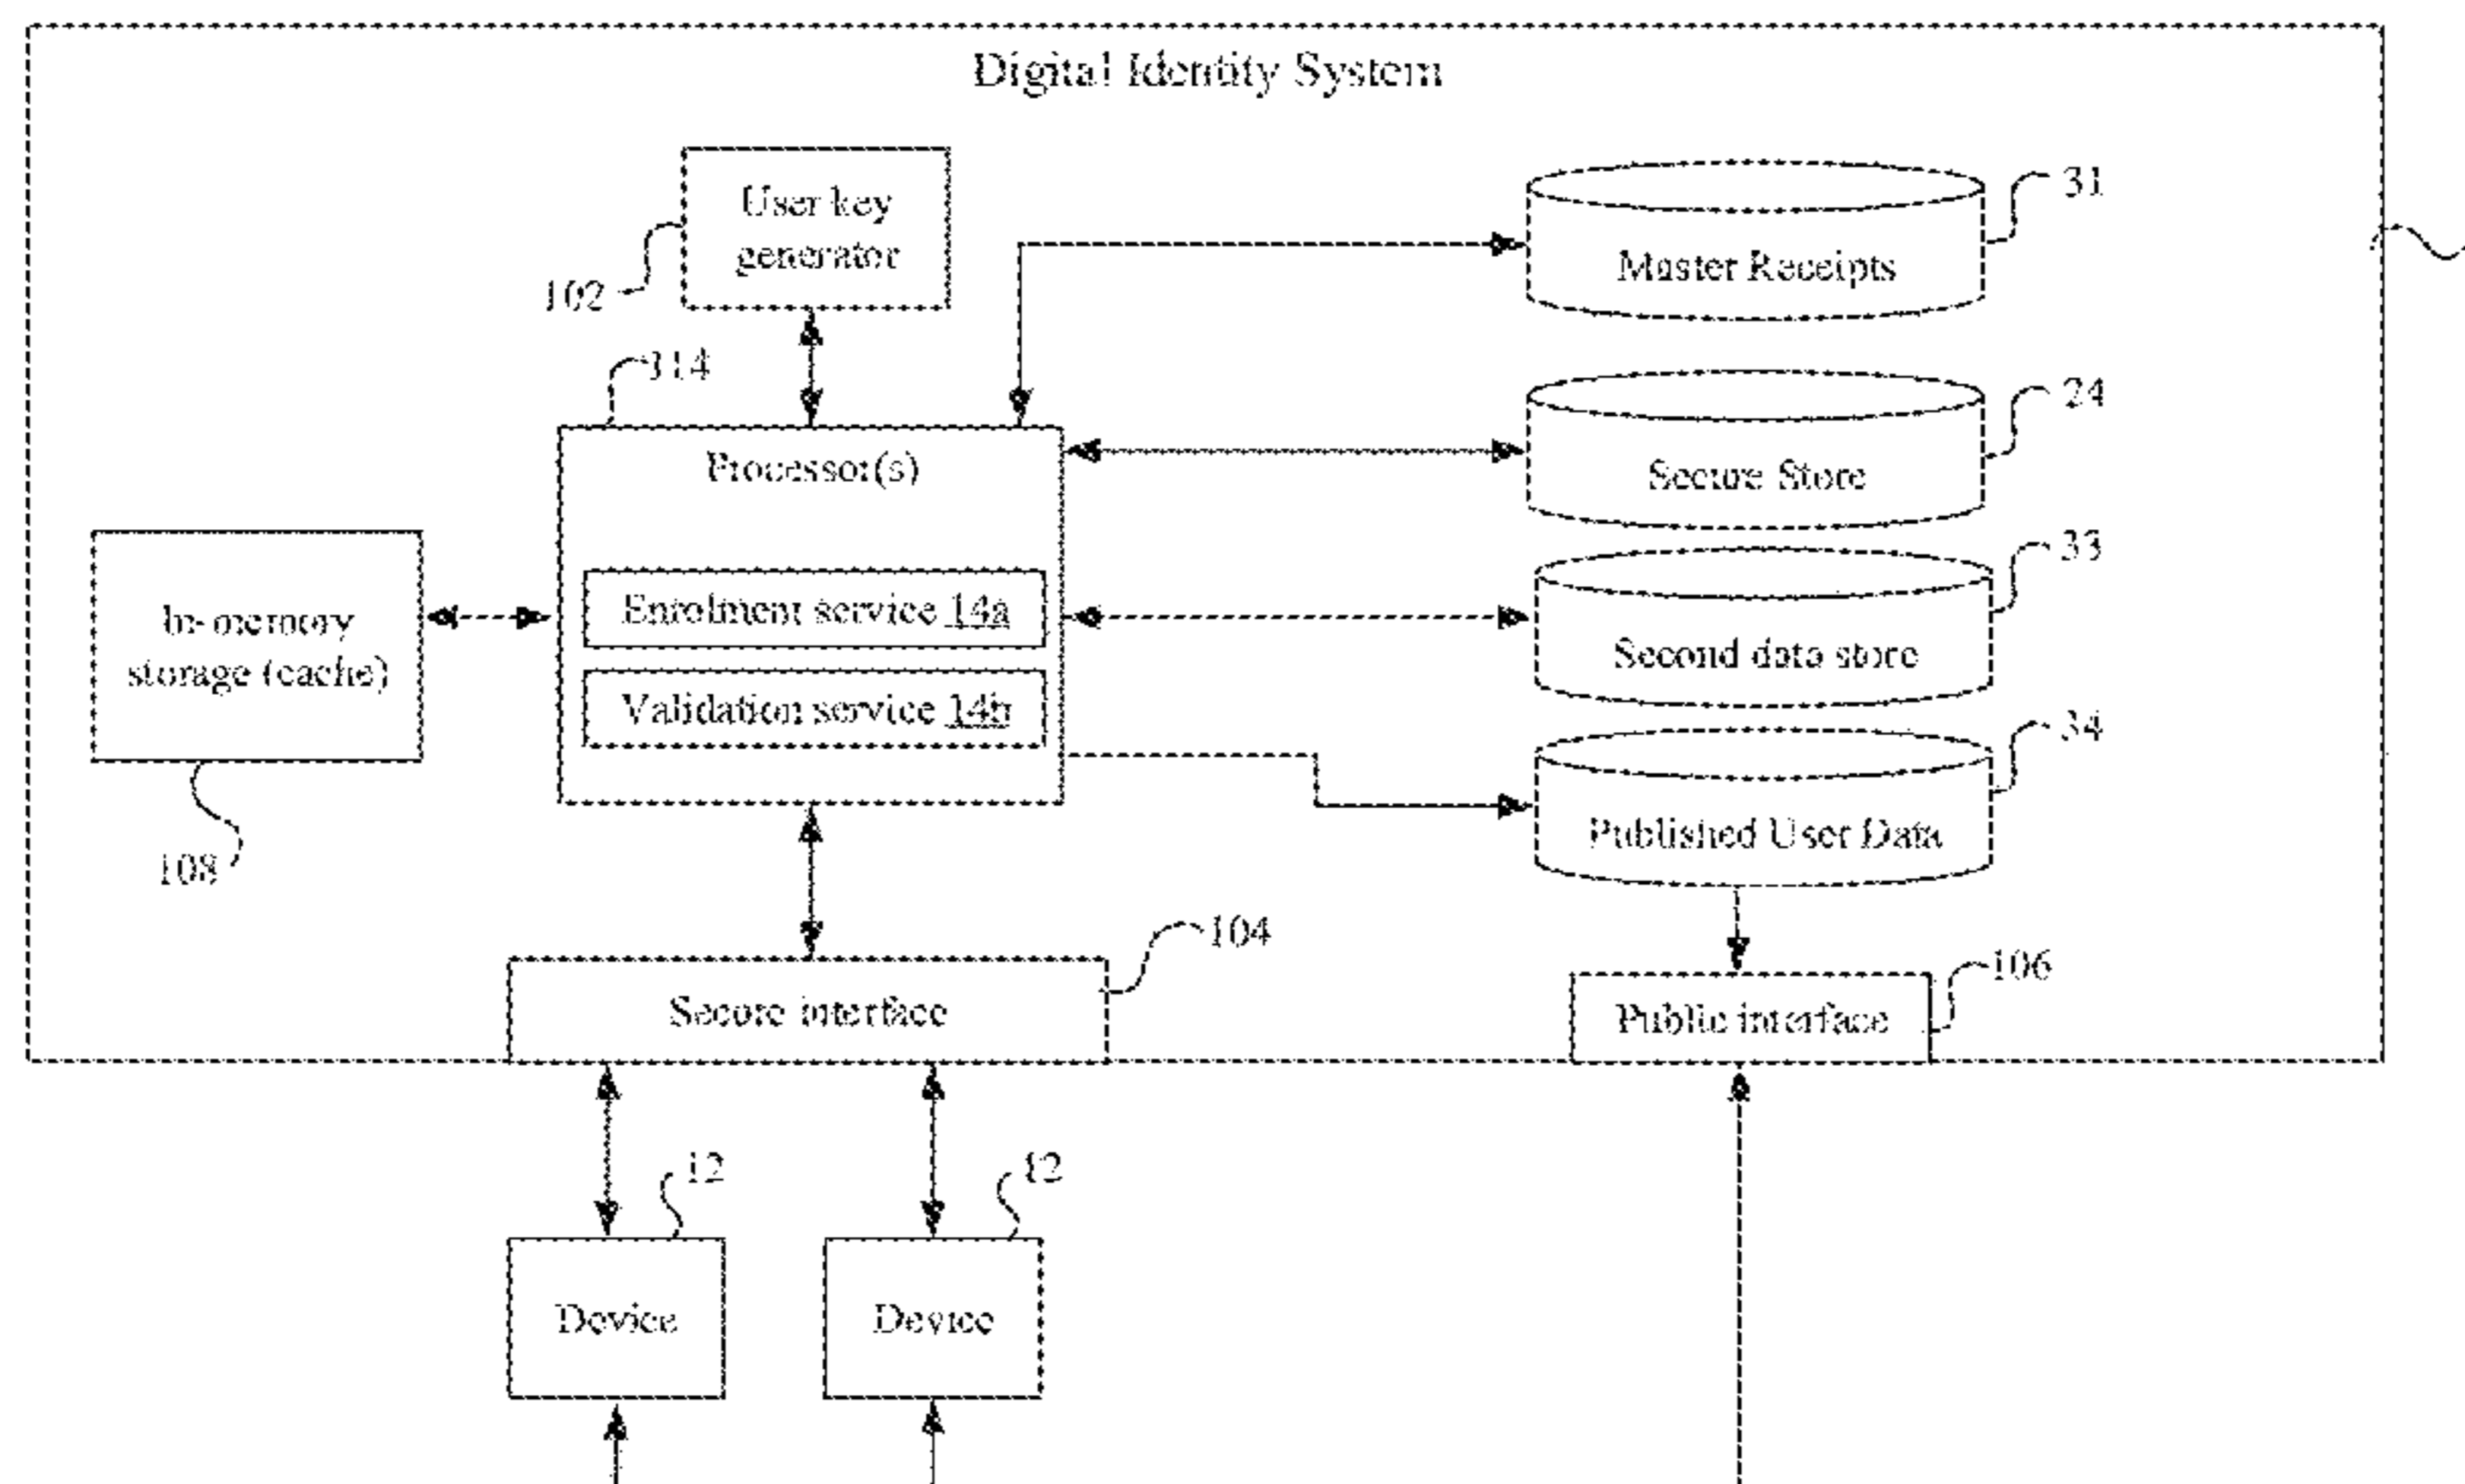 Digital Identity System
User key
generator
102
31
Master Receipts
114
24
Secure Store
Processor(s)
In-memory
storage (cache)
Enrolment service 14a
Validation service 14b
33
Second data store
34
Published User Data
108
104
Secure interface
106
Public interface
12
12
Device
Device